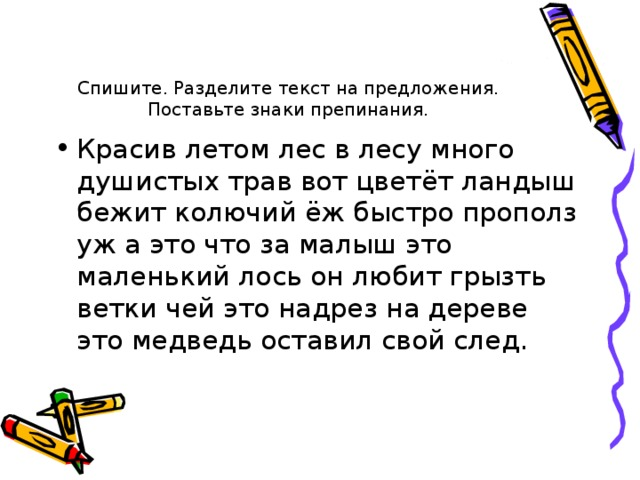 Спишите. Разделите текст на предложения.
Поставьте знаки препинания.
• Красив летом лес в лесу много
душистых трав вот цветёт ландыш
бежит колючий ёж быстро прополз
уж а это что за малыш это
маленький лось он любит грызть
ветки чей это надрез на дереве
это медведь оставил свой след.